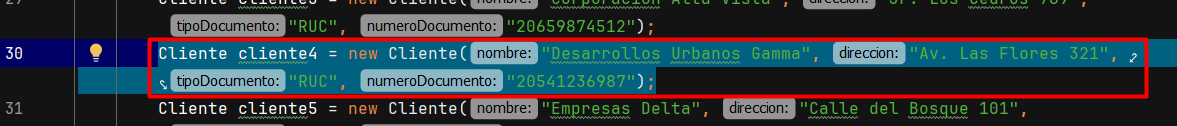 "RUC", numeroDocumento: "20659874512");
30 Cliente cliente4 = new Cliente( nombre: "Desarrollos Urbanos Gamma", direccion: "Av. Las Flores 321",
tipoDocumento: "RUC", numeroDocumento: "20541236987");
31 Cliente cliente5 = new Cliente( nombre: "Empresas Delta", direccion: "Calle del Bosque 101",